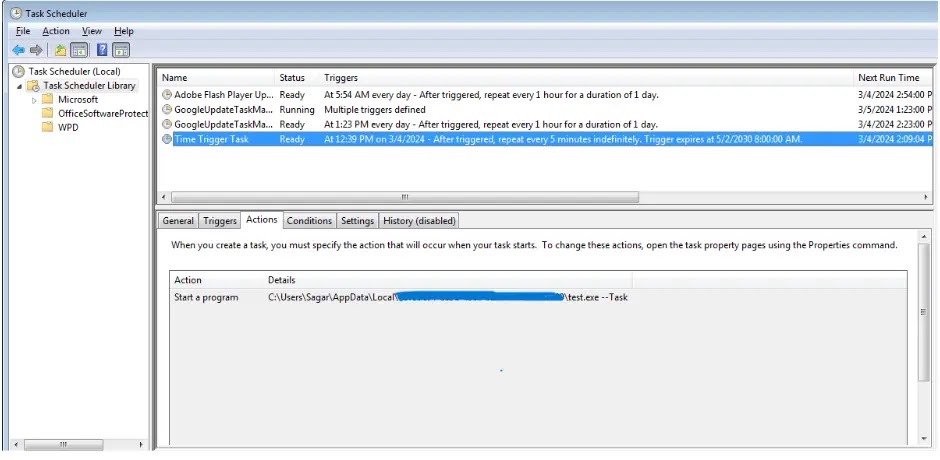 Task Scheduler
File Action View Help
Task Scheduler (Local)
Task Scheduler Library
Microsoft
OfficeSoftwareProtect
WPD
Name Status Triggers Next Run Time
Adobe Flash Player Up... Ready At 5:54 AM every day - After triggered, repeat every 1 hour for a duration of 1 day. 3/4/2024 2:54:00 P
GoogleUpdateTaskMa... Running Multiple triggers defined 3/5/2024 1:23:00 P
GoogleUpdateTaskMa... Ready At 1:23 PM every day - After triggered, repeat every 1 hour for a duration of 1 day. 3/4/2024 2:23:00 P
Time Trigger Task Ready At 12:39 PM on 3/4/2024 - After triggered, repeat every 5 minutes indefinitely. Trigger expires at 5/2/2030 8:00:00 AM. 3/4/2024 2:09:04 P
General Triggers Actions Conditions Settings History (disabled)
When you create a task, you must specify the action that will occur when your task starts. To change these actions, open the task property pages using the Properties command.
Action Details
Start a program C:\Users\Sagar\AppData\Local\ \test.exe --Task